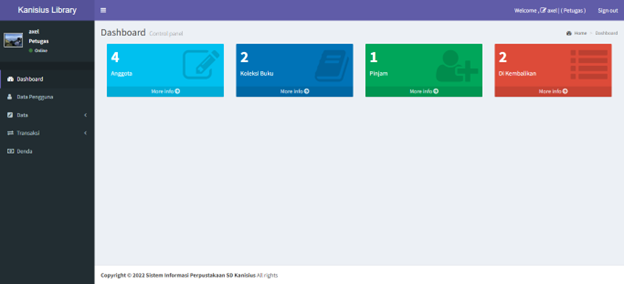 Kanisius Library
Welcome , axel | ( Petugas )
Sign out
axel
Petugas
Online
Dashboard
Data Pengguna
Data
Transaksi
Denda
Dashboard Control panel
Home > Dashboard
4
Anggota
More info
2
Koleksi Buku
More info
1
Pinjam
More info
2
Di Kembalikan
More info
Copyright © 2022 Sistem Informasi Perpustakaan SD Kanisius All rights